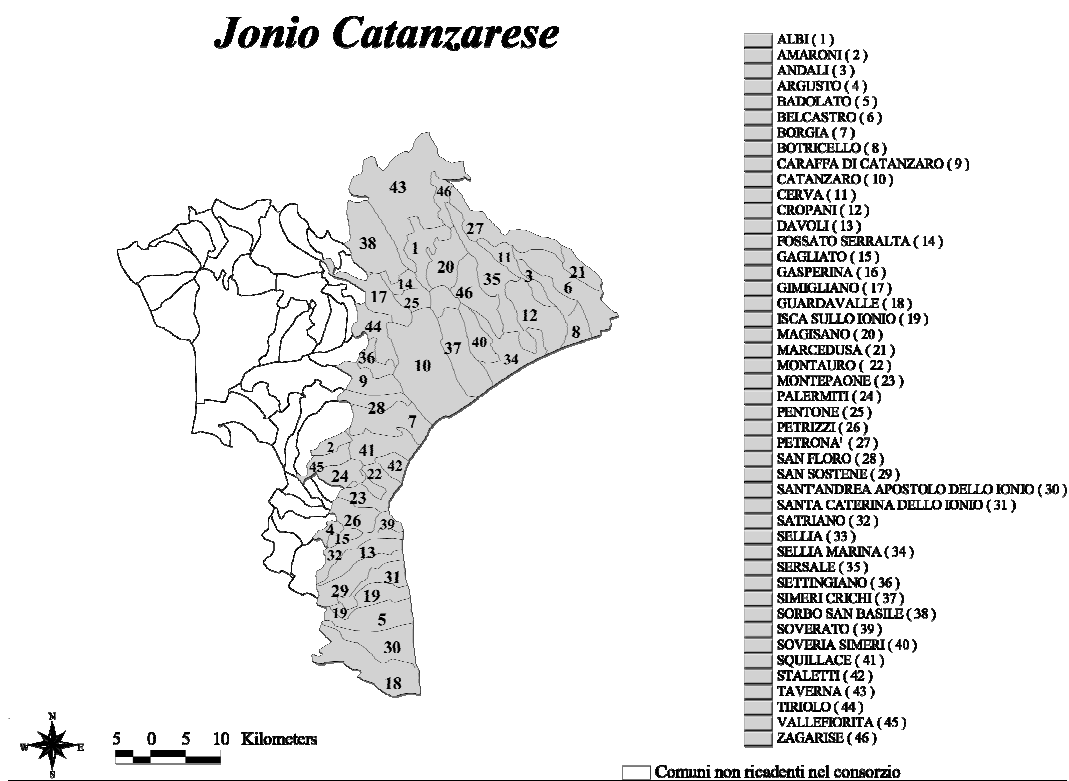 Jonio Catanzarese
ALBI ( 1 )
AMARONI ( 2 )
ANDALI ( 3 )
ARGUSTO ( 4 )
BADOLATO ( 5 )
BELCASTRO ( 6 )
BORGIA ( 7 )
BOTRICELLO ( 8 )
CARAFFA DI CATANZARO ( 9 )
CATANZARO ( 10 )
CERVA ( 11 )
CROPANI ( 12 )
DAVOLI ( 13 )
FOSSATO SERRALTA ( 14 )
GAGLIATO ( 15 )
GASPERINA ( 16 )
GIMIGLIANO ( 17 )
GUARDAVALLE ( 18 )
ISCA SULLO IONIO ( 19 )
MAGISANO ( 20 )
MARCEDUSA ( 21 )
MONTAURO ( 22 )
MONTEPAONE ( 23 )
PALERMITI ( 24 )
PENTONE ( 25 )
PETRIZZI ( 26 )
PETRONA' ( 27 )
SAN FLORO ( 28 )
SAN SOSTENE ( 29 )
SANT'ANDREA APOSTOLO DELLO IONIO ( 30 )
SANTA CATERINA DELLO IONIO ( 31 )
SATRIANO ( 32 )
SELLIA ( 33 )
SELLIA MARINA ( 34 )
SERSALE ( 35 )
SETTINGIANO ( 36 )
SIMERI CRICHI ( 37 )
SORBO SAN BASILE ( 38 )
SOVERATO ( 39 )
SOVERIA SIMERI ( 40 )
SQUILLACE ( 41 )
STALETTI ( 42 )
TAVERNA ( 43 )
TIRIOLO ( 44 )
VALLEFIORITA ( 45 )
ZAGARISE ( 46 )
43
46
27
38
1
11
20
35
3
21
14
6
46
17
25
12
44
8
37
40
36
34
10
9
28
7
2
41
45
42
24
22
23
26
39
4
15
32
13
31
29
19
19
5
30
18
N
W E
S
5 0 5 10 Kilometers
Comuni non ricadenti nel consorzio